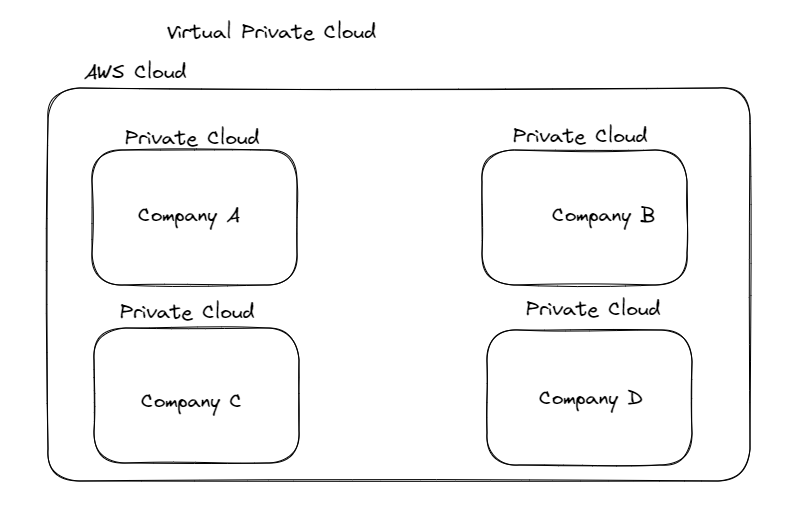 Virtual Private Cloud
AWS Cloud
Private Cloud
Private Cloud
Company A
Company B
Private Cloud
Private Cloud
Company C
Company D